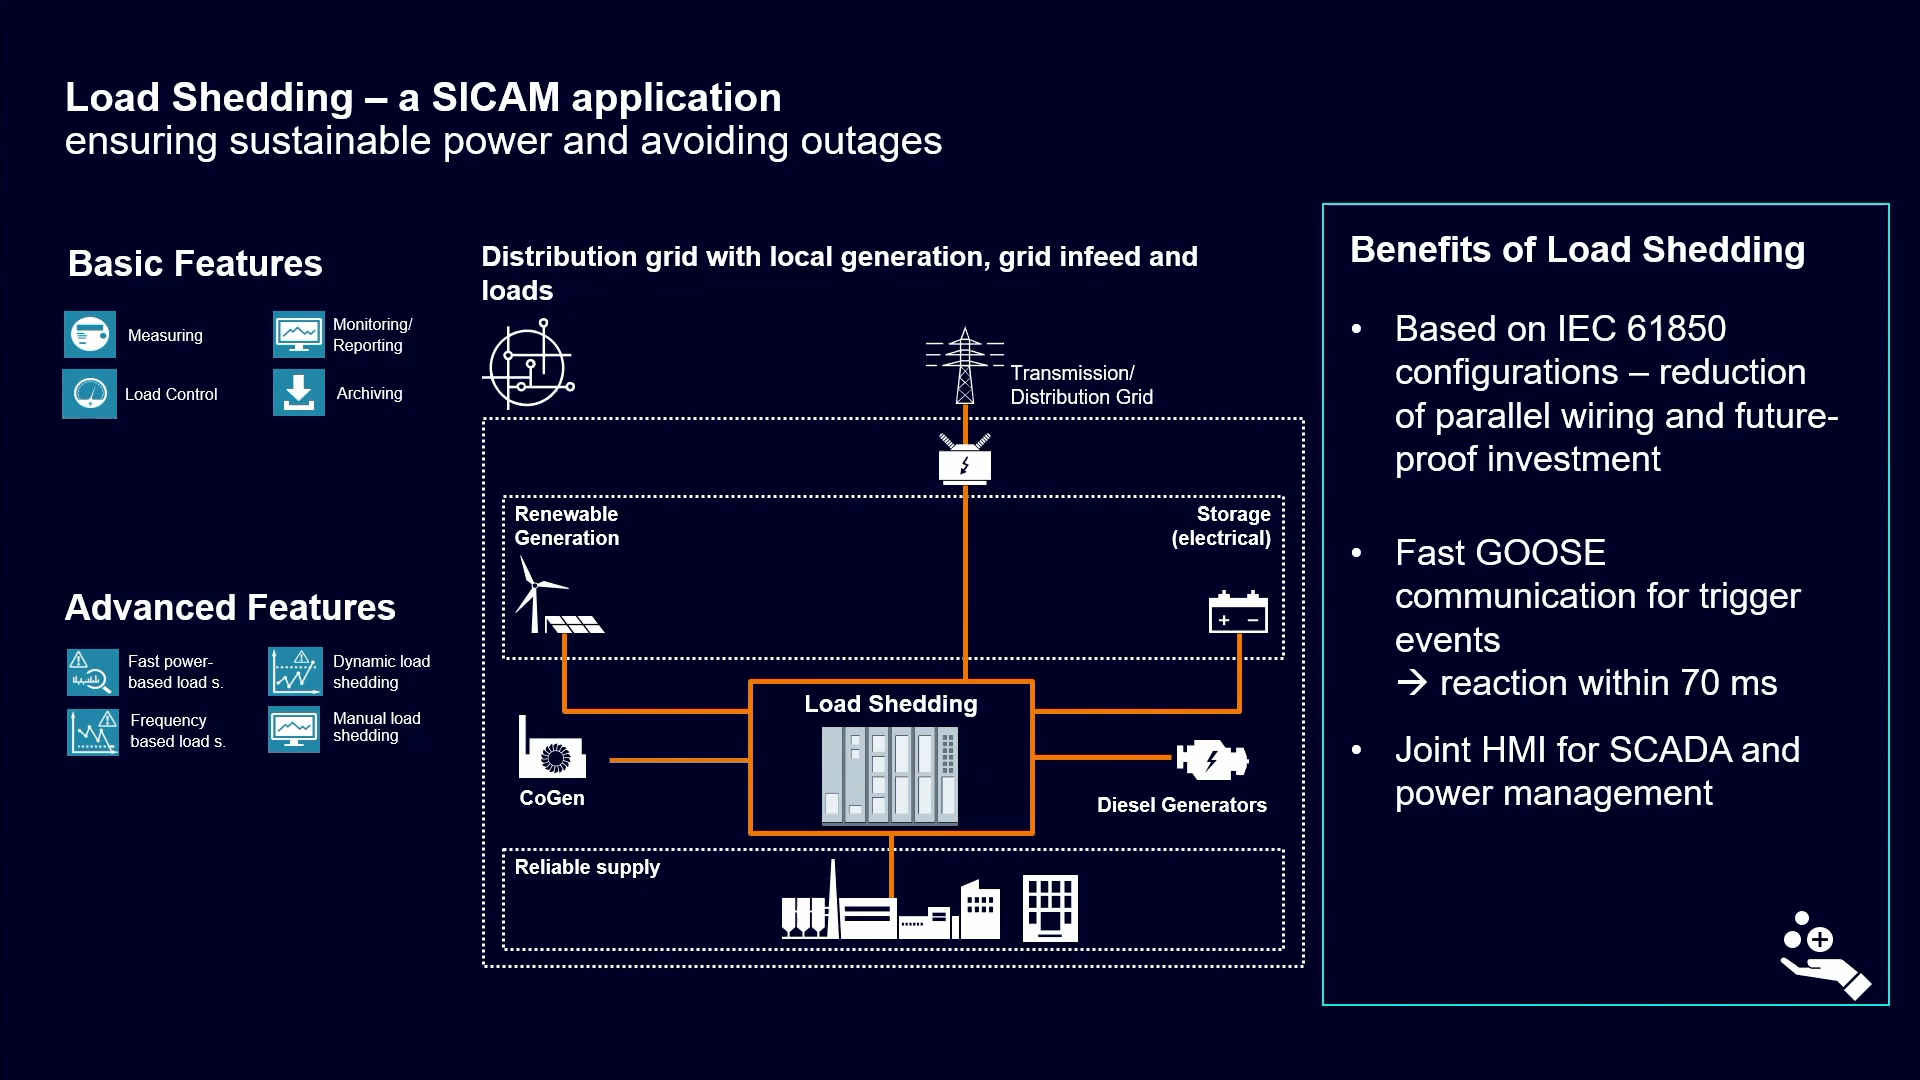 Load Shedding – a SICAM application
ensuring sustainable power and avoiding outages
Basic Features
Measuring
Monitoring/
Reporting
Load Control
Archiving
Advanced Features
Fast power-
based load s.
Dynamic load
shedding
Frequency
based load s.
Manual load
shedding
Distribution grid with local generation, grid infeed and
loads
Transmission/
Distribution Grid
Renewable
Generation
Storage
(electrical)
Load Shedding
CoGen
Diesel Generators
Reliable supply
Benefits of Load Shedding
• Based on IEC 61850
configurations – reduction
of parallel wiring and future-
proof investment
• Fast GOOSE
communication for trigger
events
→ reaction within 70 ms
• Joint HMI for SCADA and
power management